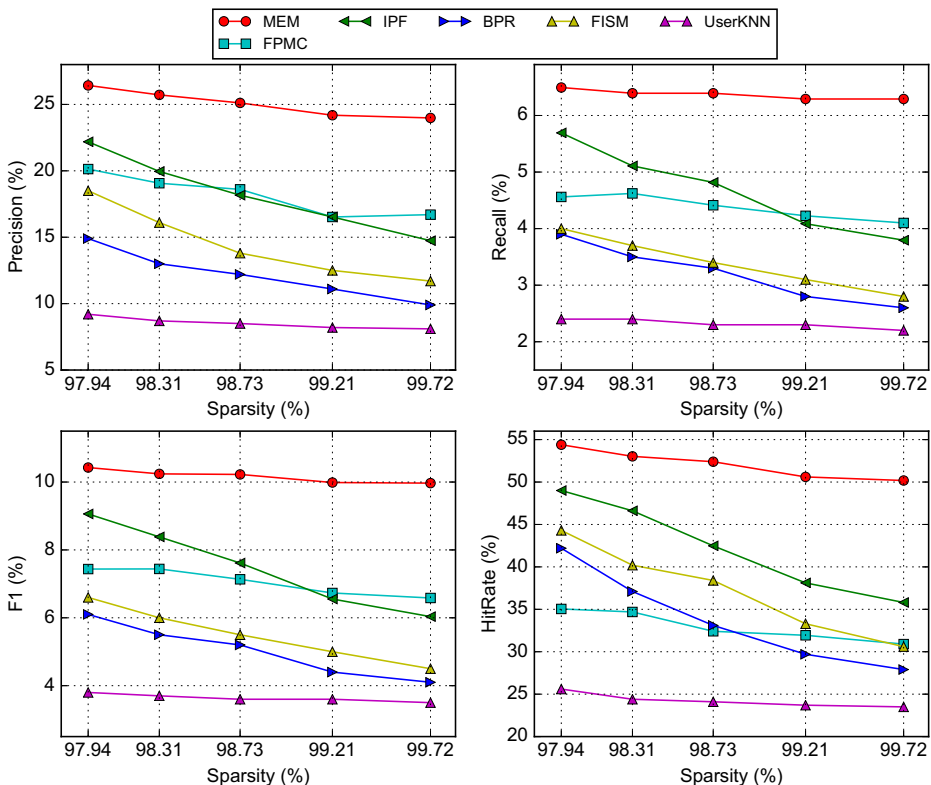 MEM IPF BPR FISM UserKNN
FPMC
25
20
15
10
5
Precision (%)
97.94 98.31 98.73 99.21 99.72
Sparsity (%)
6
5
4
3
2
Recall (%)
97.94 98.31 98.73 99.21 99.72
Sparsity (%)
10
8
6
4
F1 (%)
97.94 98.31 98.73 99.21 99.72
Sparsity (%)
55
50
45
40
35
30
25
20
HitRate (%)
97.94 98.31 98.73 99.21 99.72
Sparsity (%)